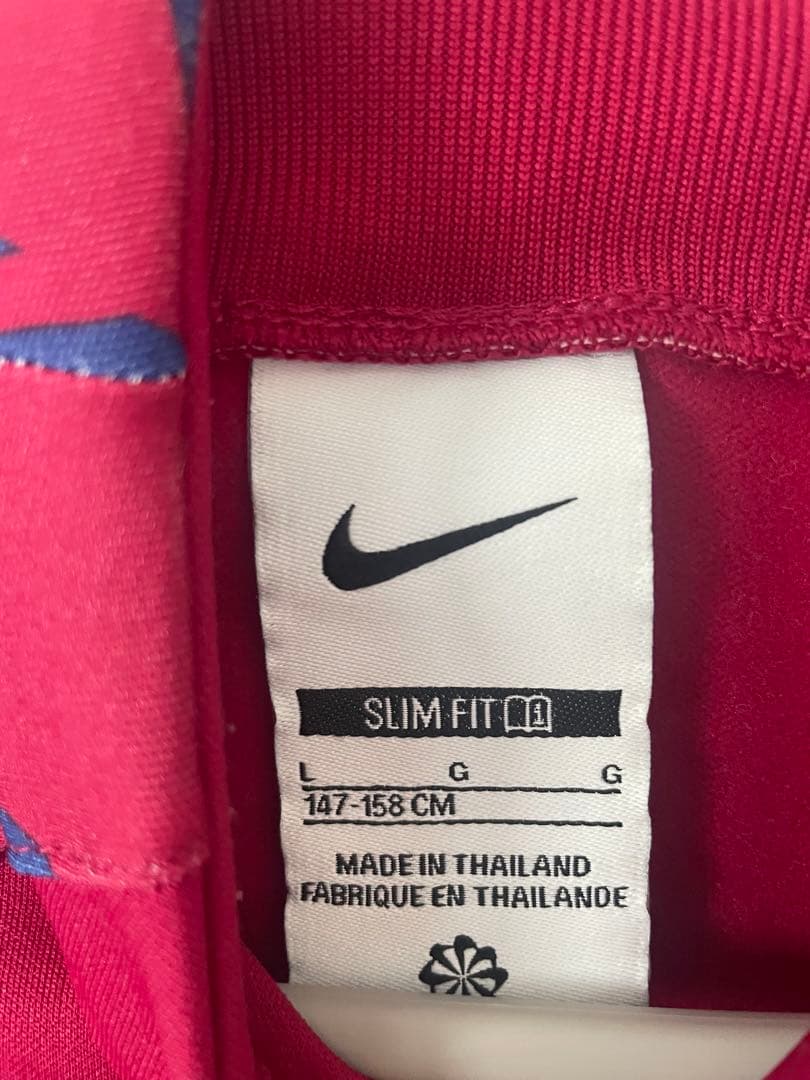 SLIM FIT i
L G G
147-158 CM
MADE IN THAILAND
FABRIQUE EN THAILANDE